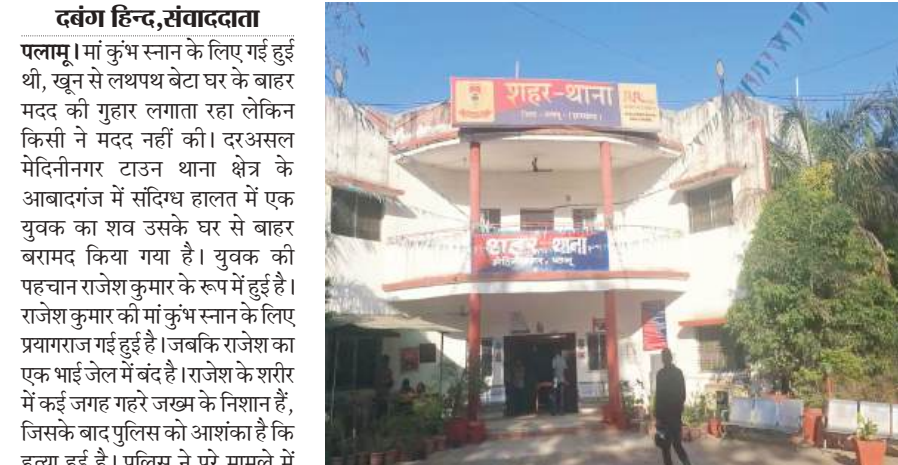 दबंग हिन्द,संवाददाता
पलामू। मां कुंभ स्नान के लिए गई हुई
थी, खून से लथपथ बेटा घर के बाहर
मदद की गुहार लगाता रहा लेकिन
किसी ने मदद नहीं की। दरअसल
मेदिनीनगर टाउन थाना क्षेत्र के
आबादगंज में संदिग्ध हालत में एक
युवक का शव उसके घर से बाहर
बरामद किया गया है। युवक की
पहचान राजेश कुमार के रूप में हुई है।
राजेश कुमार की मां कुंभ स्नान के लिए
प्रयागराज गई हुई है। जबकि राजेश का
एक भाई जेल में बंद है। राजेश के शरीर
में कई जगह गहरे जख्म के निशान हैं,
जिसके बाद पुलिस को आशंका है कि
हत्या हुई है। पुलिस ने पूरे मामले में
शहर-थाना
शहर - थाना